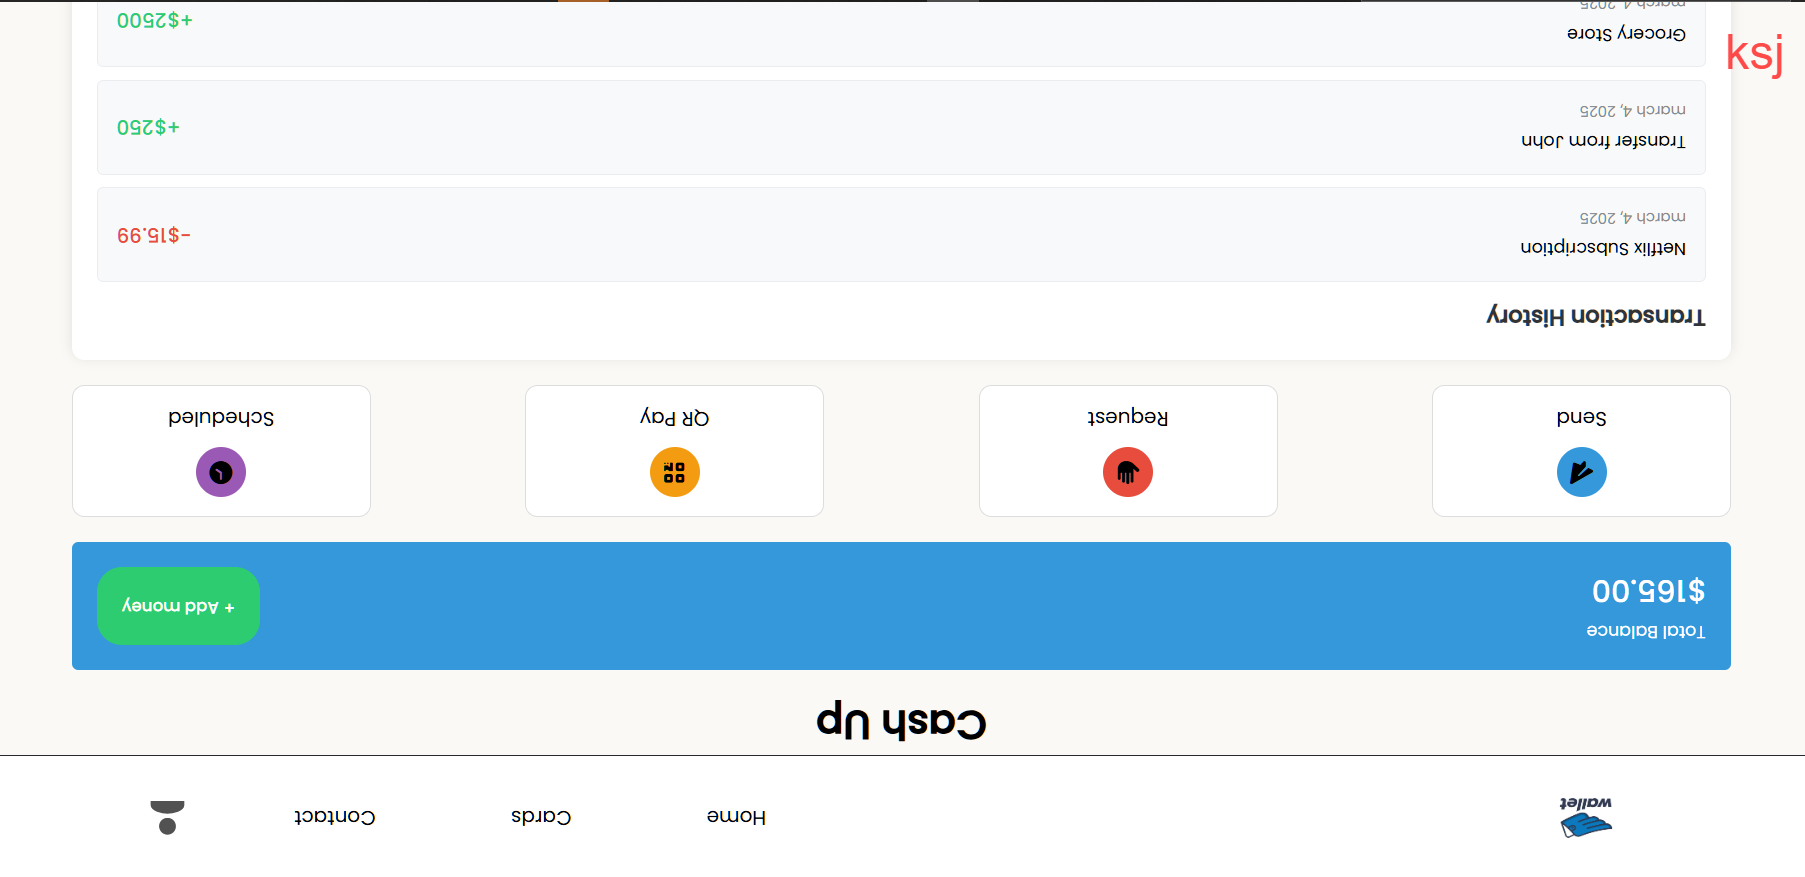 wallet
Home
Cards
Contact
Cash Up
Total Balance
$165.00
+ Add money
Send
Request
QR Pay
Scheduled
Transaction History
Netflix Subscription
march 4, 2025
-$15.99
Transfer from John
march 4, 2025
+$250
Grocery Store
march 4, 2025
+$2500
ksj